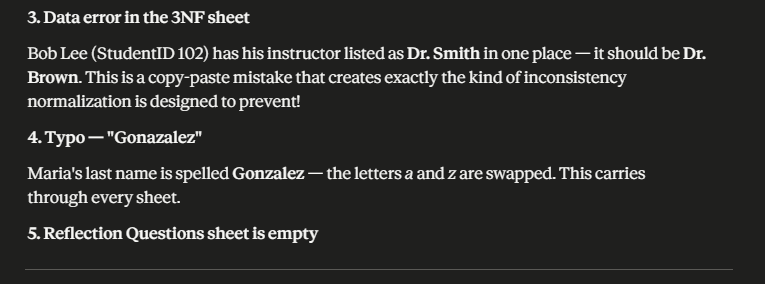 3. Data error in the 3NF sheet
Bob Lee (StudentID 102) has his instructor listed as Dr. Smith in one place — it should be Dr.
Brown. This is a copy-paste mistake that creates exactly the kind of inconsistency
normalization is designed to prevent!
4. Typo — "Gonazalez"
Maria's last name is spelled Gonzalez — the letters a and z are swapped. This carries
through every sheet.
5. Reflection Questions sheet is empty